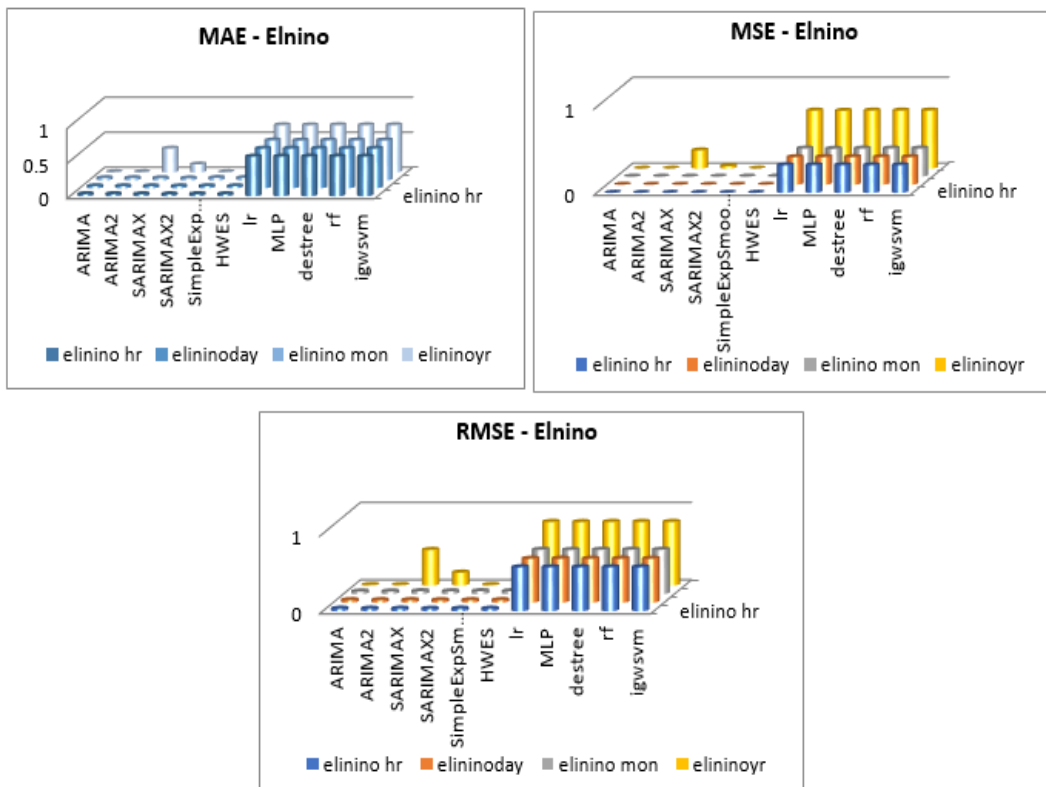 MAE - Elnino
1
0.5
0
ARIMA
ARIMA2
SARIMAX
SARIMAX2
SimpleExp...
HWES
lr
MLP
destree
rf
igwsvm
elinino hr
elinino hr elininoday elinino mon elininoyr
MSE - Elnino
1
0
ARIMA
ARIMA2
SARIMAX
SARIMAX2
SimpleExpSmoo...
HWES
lr
MLP
destree
rf
igwsvm
elinino hr
elinino hr elininoday elinino mon elininoyr
RMSE - Elnino
1
0
ARIMA
ARIMA2
SARIMAX
SARIMAX2
SimpleExpSm...
HWES
lr
MLP
destree
rf
igwsvm
elinino hr
elinino hr elininoday elinino mon elininoyr